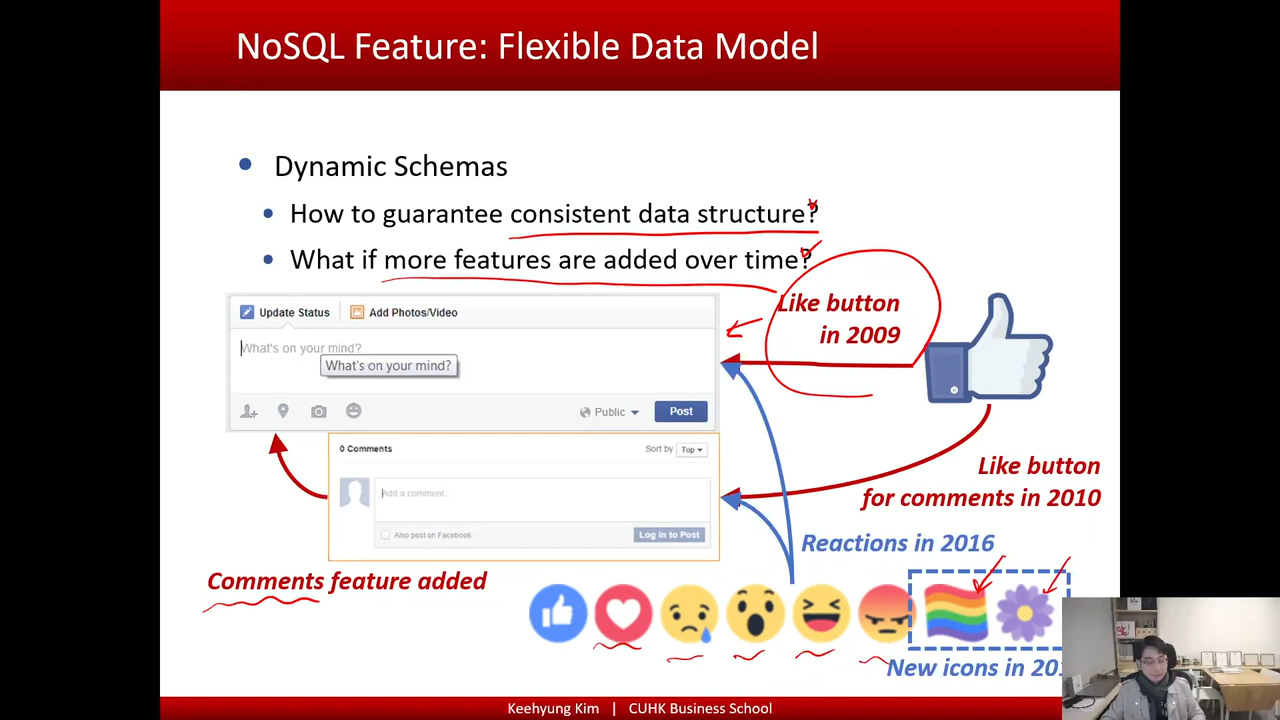 NoSQL Feature: Flexible Data Model
Dynamic Schemas
How to guarantee consistent data structure?
What if more features are added over time?
Update Status
Add Photos/Video
What's on your mind?
What's on your mind?
Public
Post
Like button
in 2009
0 Comments
Sort by
Top
Add a comment...
Also post on Facebook
Log in to Post
Like button
for comments in 2010
Reactions in 2016
Comments feature added
New icons in
Keehyung Kim | CUHK Business School